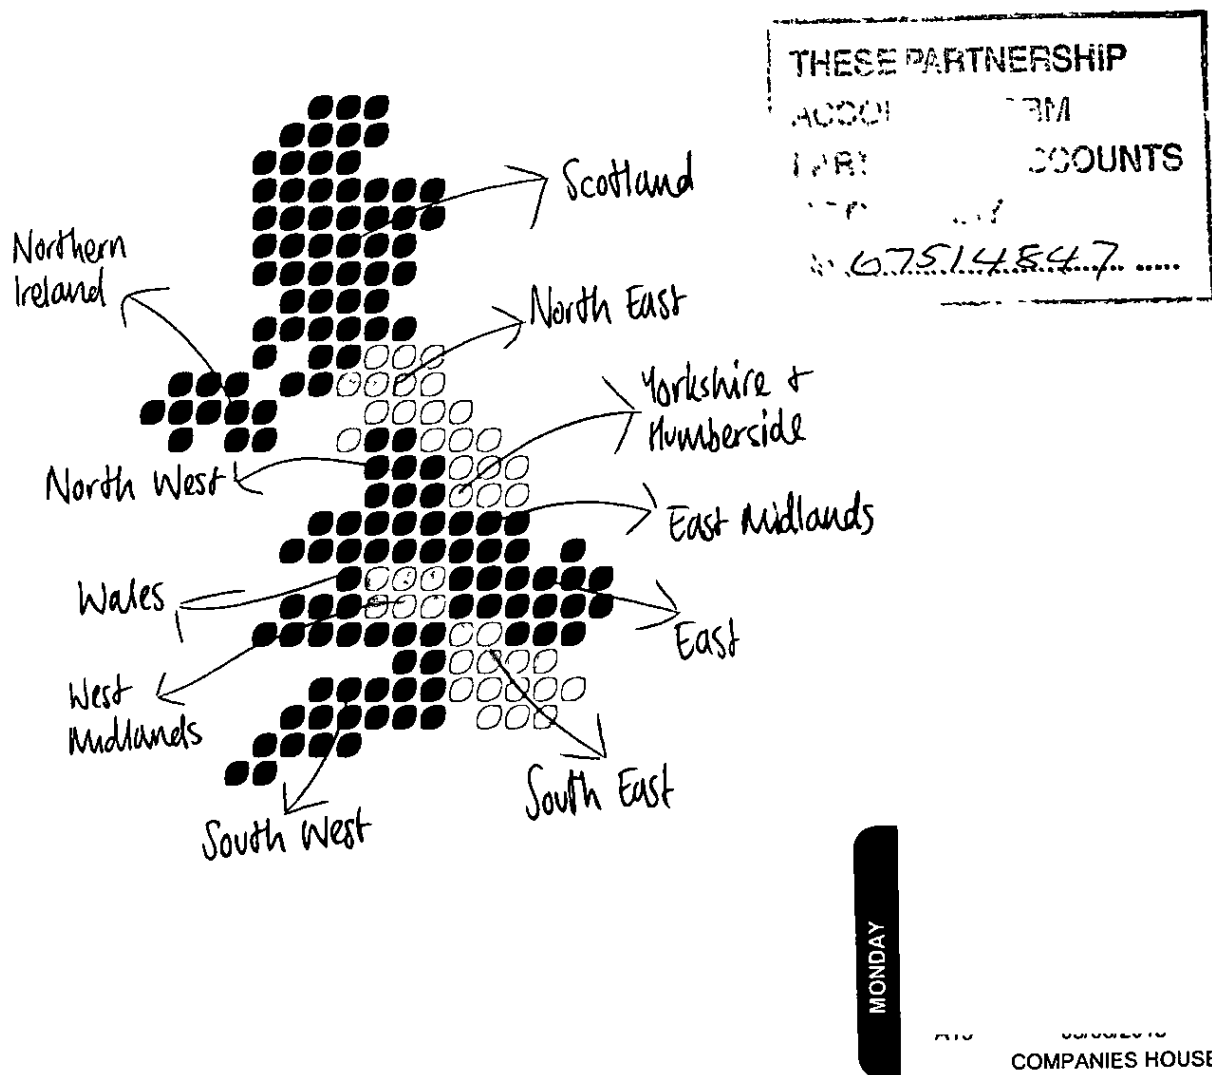 THESE PARTNERSHIP
COUNTS
067514847
Scotland
Northern
Ireland
North East
Yorkshire &
Humberside
North West
East Midlands
Wales
East
West
Midlands
South East
South West
MONDAY
COMPANIES HOUSE